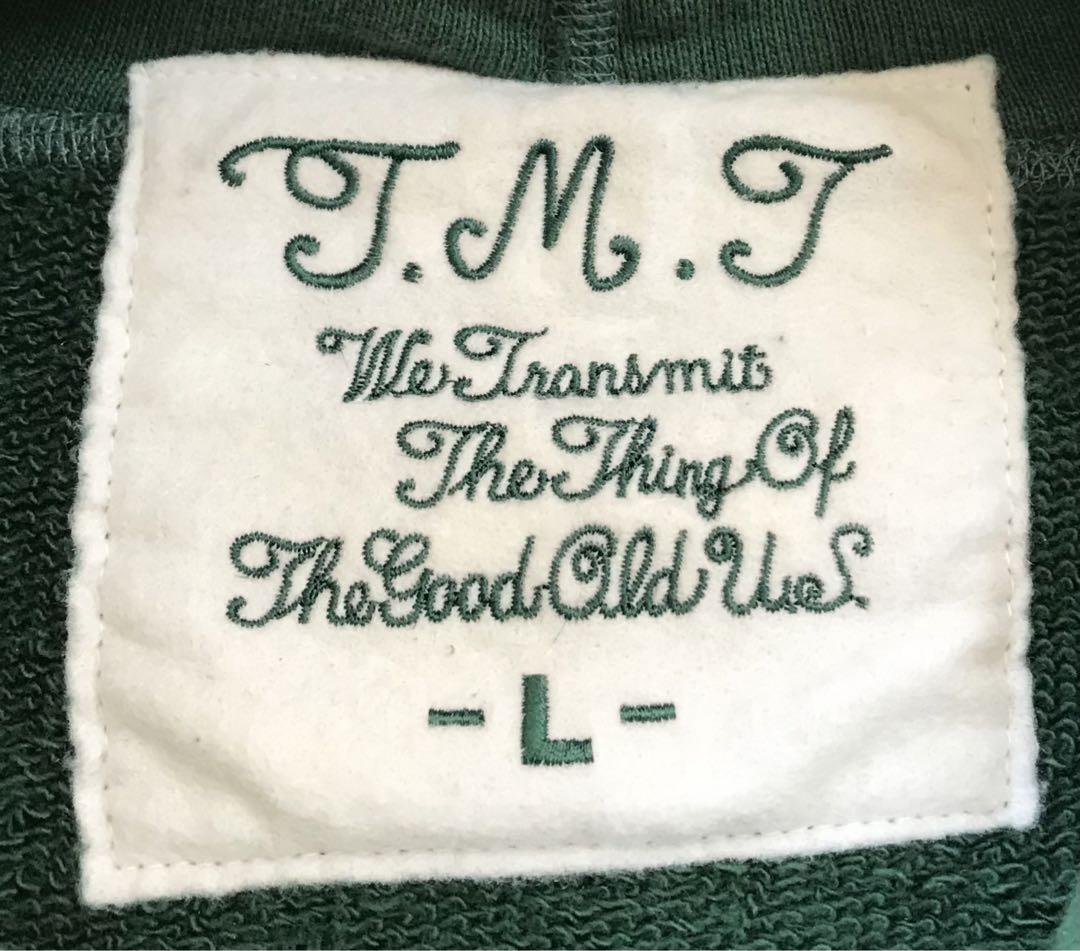 T.M.T
We Transmit
The Thing Of
The Good Old U.S.
- L -